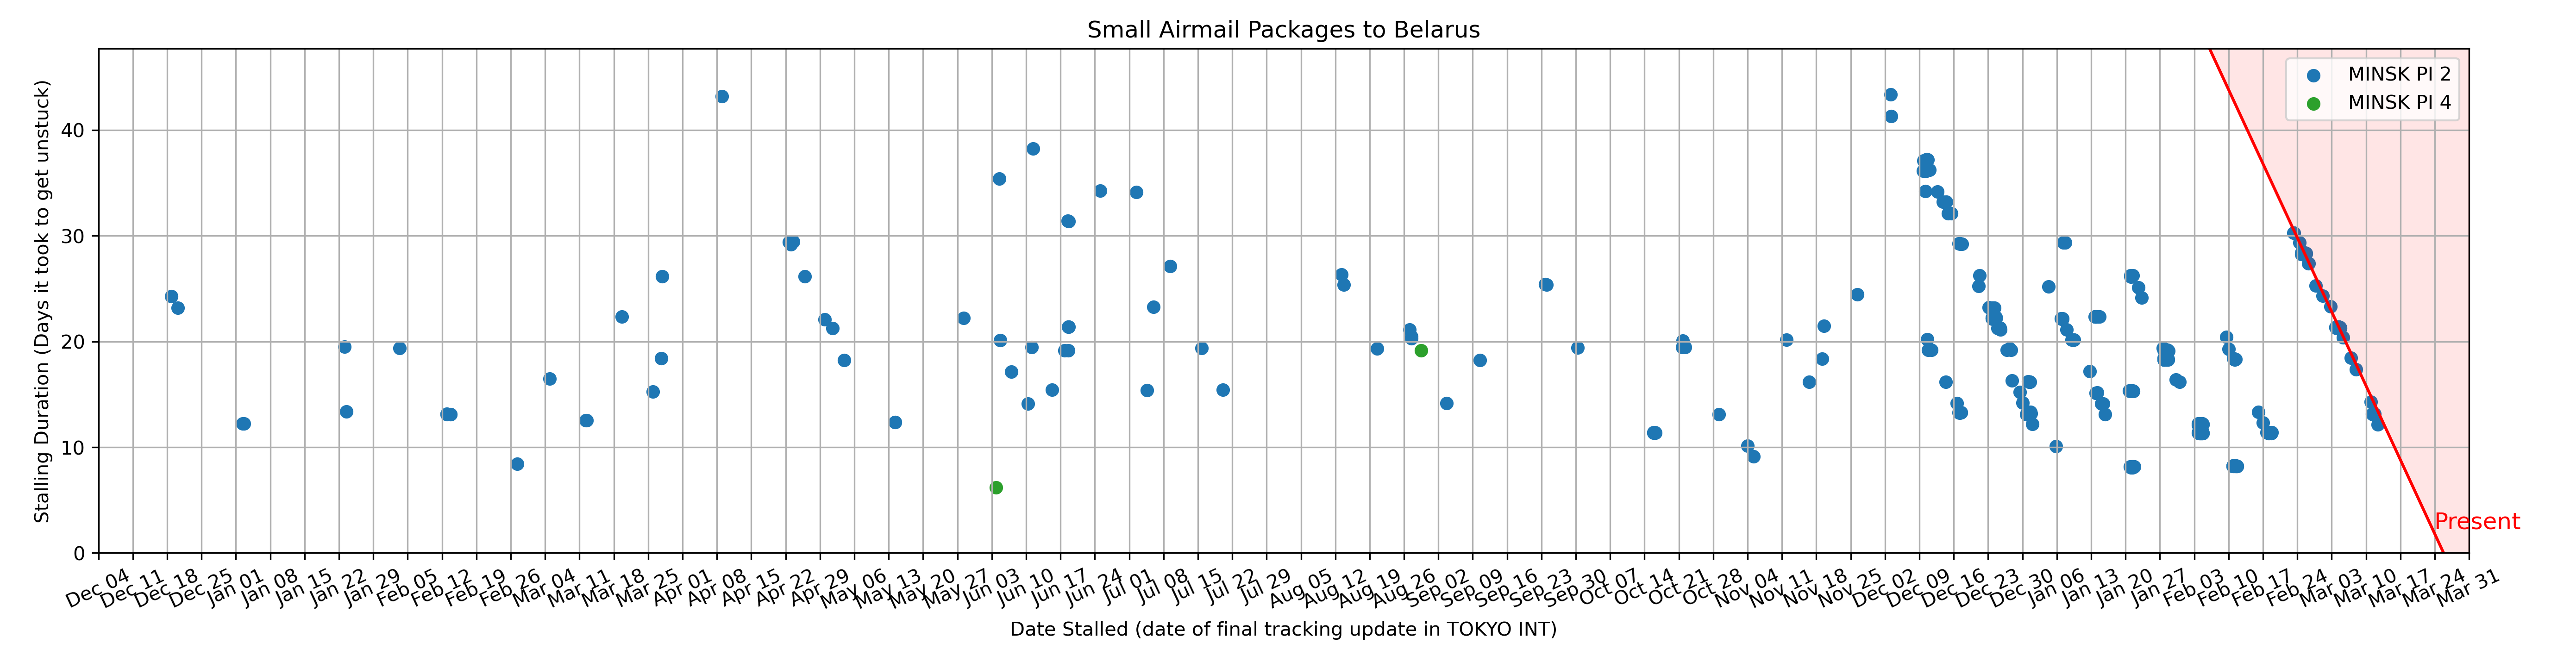 Small Airmail Packages to Belarus
MINSK PI 2
MINSK PI 4
Stalling Duration (Days it took to get unstuck)
40
30
20
10
0
Present
Dec 04
Dec 11
Dec 18
Dec 25
Jan 01
Jan 08
Jan 15
Jan 22
Jan 29
Feb 05
Feb 12
Feb 19
Feb 26
Mar 04
Mar 11
Mar 18
Mar 25
Apr 01
Apr 08
Apr 15
Apr 22
Apr 29
May 06
May 13
May 20
May 27
Jun 03
Jun 10
Jun 17
Jun 24
Jul 01
Jul 08
Jul 15
Jul 22
Jul 29
Aug 05
Aug 12
Aug 19
Aug 26
Sep 02
Sep 09
Sep 16
Sep 23
Sep 30
Oct 07
Oct 14
Oct 21
Oct 28
Nov 04
Nov 11
Nov 18
Nov 25
Dec 02
Dec 09
Dec 16
Dec 23
Dec 30
Jan 06
Jan 13
Jan 20
Jan 27
Feb 03
Feb 10
Feb 17
Feb 24
Mar 03
Mar 10
Mar 17
Mar 24
Mar 31
Date Stalled (date of final tracking update in TOKYO INT)